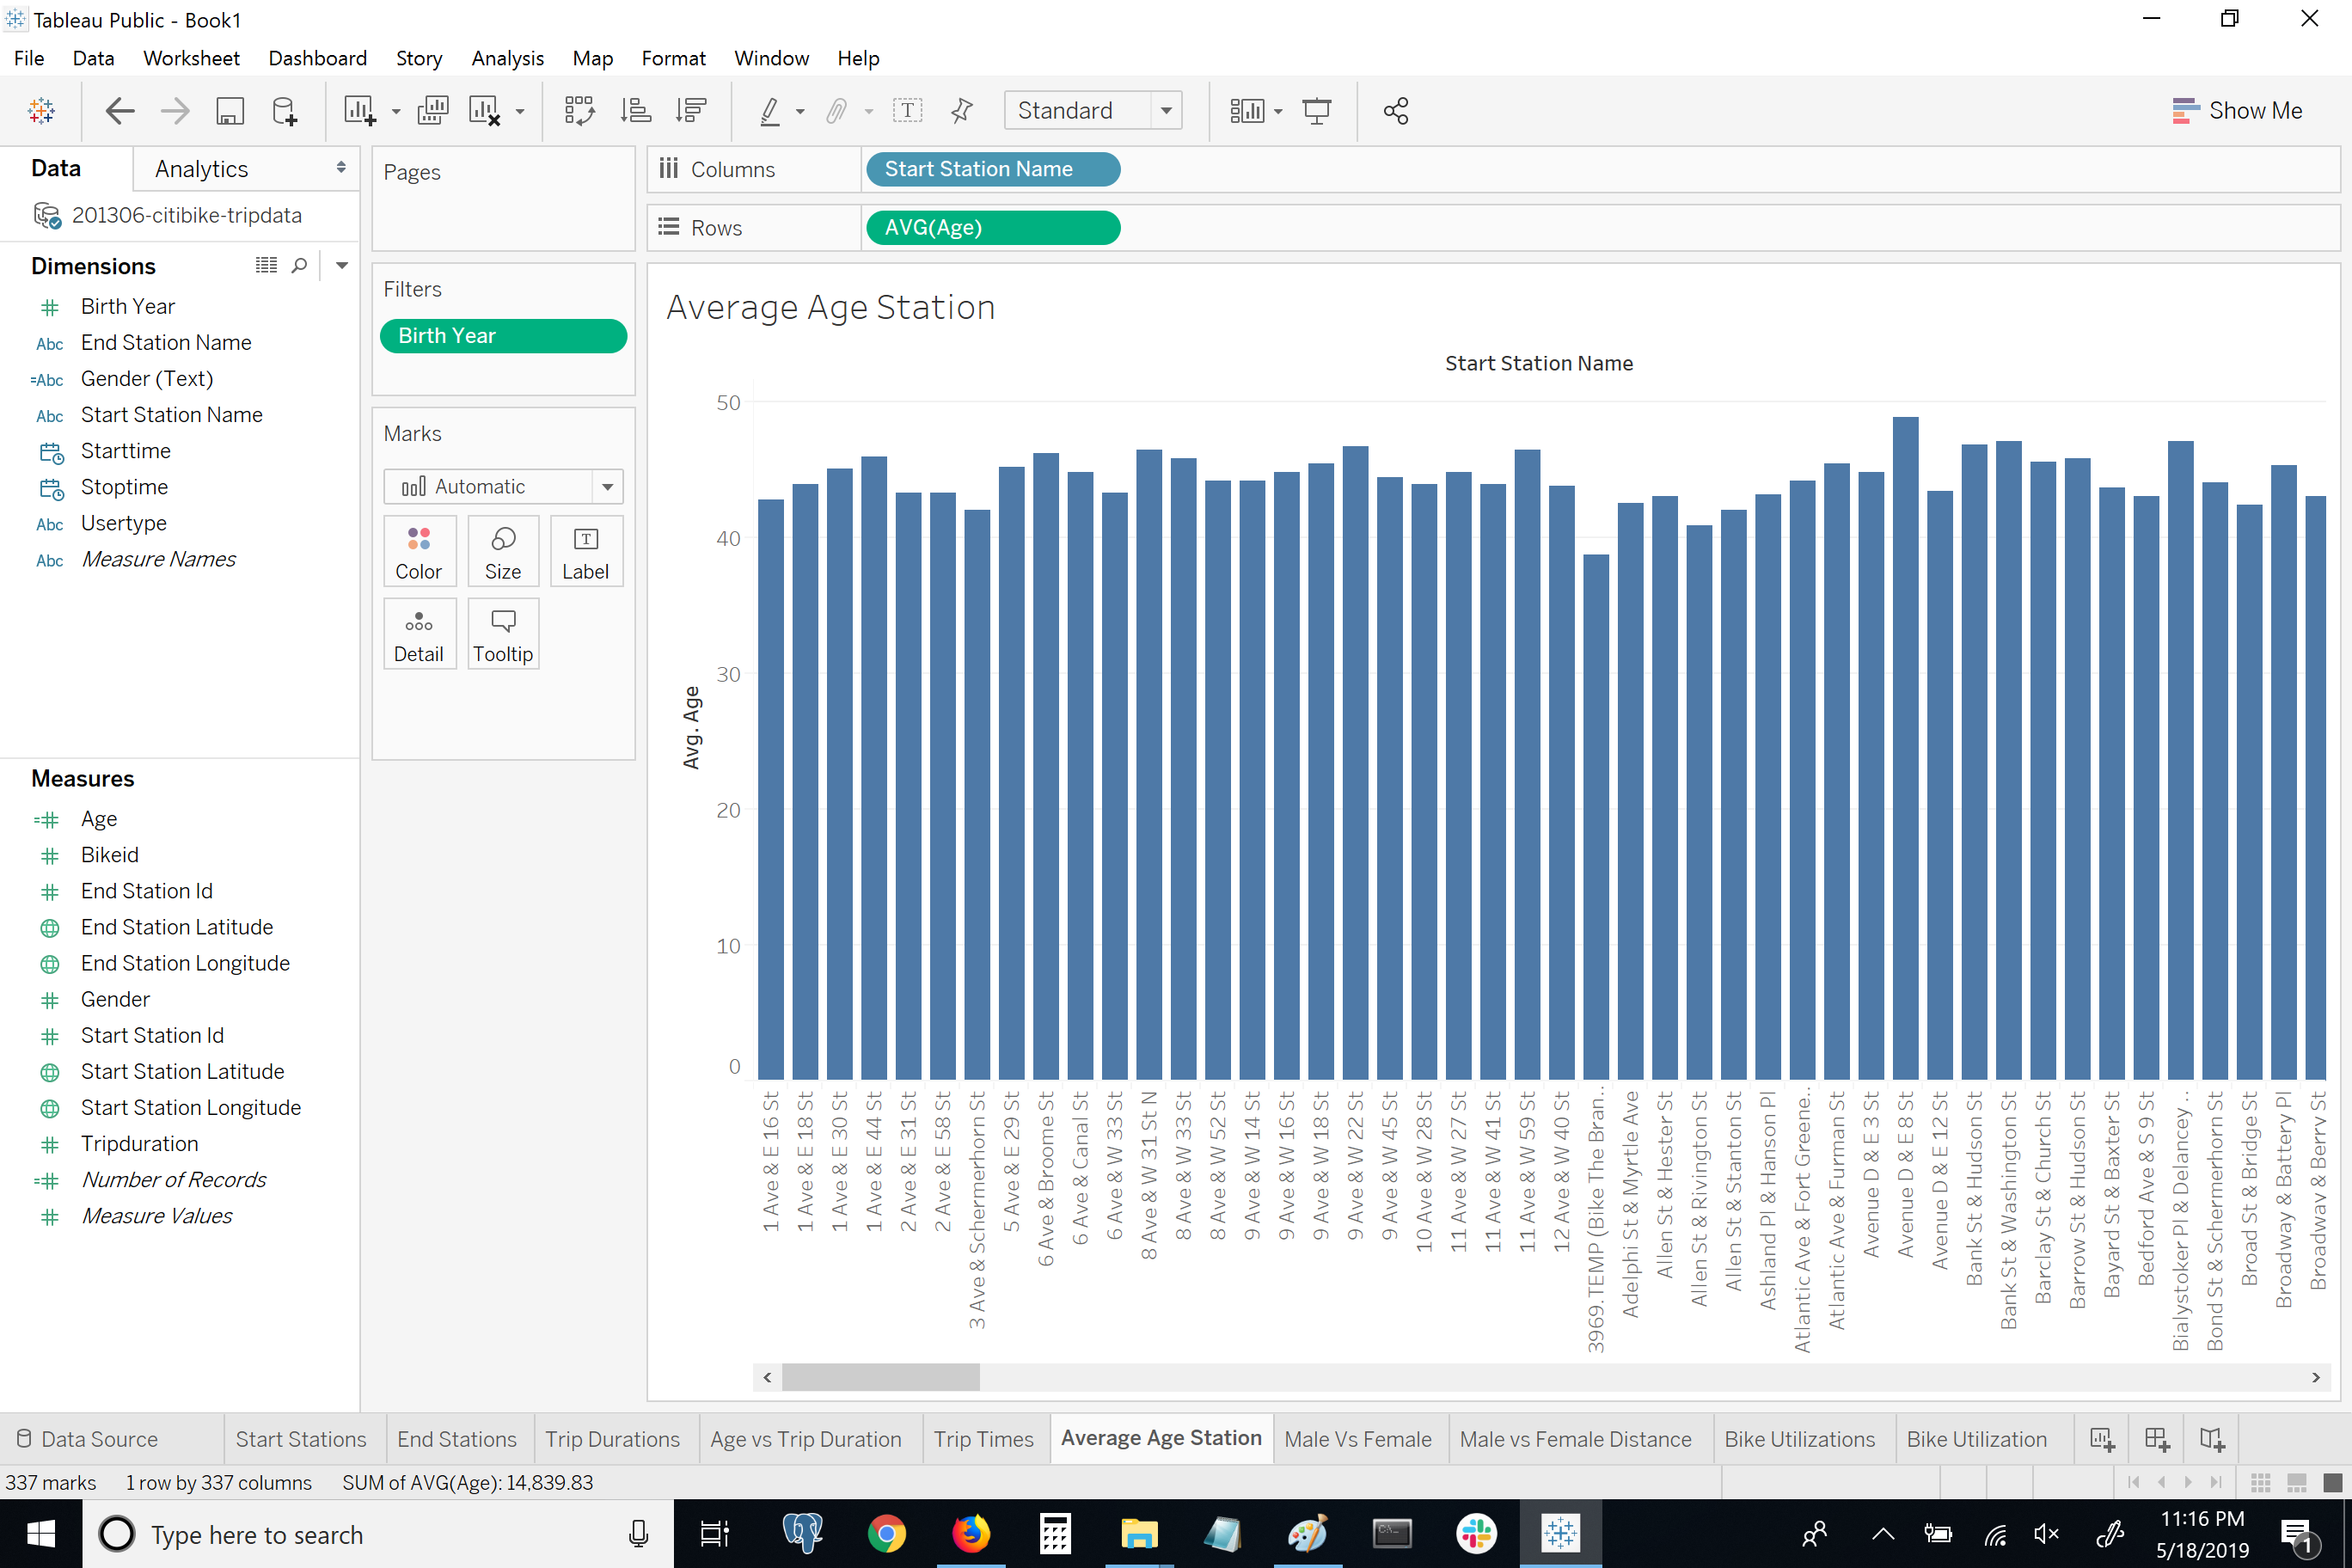 Tableau Public - Book1
File Data Worksheet Dashboard Story Analysis Map Format Window Help
Standard
Show Me
Data Analytics
201306-citibike-tripdata
Dimensions
Birth Year
Abc End Station Name
=Abc Gender (Text)
Abc Start Station Name
Starttime
Stoptime
Abc Usertype
Abc Measure Names
Measures
Age
Bikeid
End Station Id
End Station Latitude
End Station Longitude
Gender
Start Station Id
Start Station Latitude
Start Station Longitude
Tripduration
Number of Records
Measure Values
Pages
Filters
Birth Year
Marks
Automatic
Color Size Label
Detail Tooltip
Columns Start Station Name
Rows AVG(Age)
Average Age Station
Start Station Name
Avg. Age
50
40
30
20
10
0
1 Ave & E 16 St
1 Ave & E 18 St
1 Ave & E 30 St
1 Ave & E 44 St
2 Ave & E 31 St
2 Ave & E 58 St
3 Ave & Schermerhorn St
5 Ave & E 29 St
6 Ave & Broome St
6 Ave & Canal St
6 Ave & W 33 St
8 Ave & W 31 St N
8 Ave & W 33 St
8 Ave & W 52 St
9 Ave & W 14 St
9 Ave & W 16 St
9 Ave & W 18 St
9 Ave & W 22 St
9 Ave & W 45 St
10 Ave & W 28 St
11 Ave & W 27 St
11 Ave & W 41 St
11 Ave & W 59 St
12 Ave & W 40 St
3969.TEMP (Bike The Bran..
Adelphi St & Myrtle Ave
Allen St & Hester St
Allen St & Rivington St
Allen St & Stanton St
Ashland Pl & Hanson Pl
Atlantic Ave & Fort Greene..
Atlantic Ave & Furman St
Avenue D & E 3 St
Avenue D & E 8 St
Avenue D & E 12 St
Bank St & Hudson St
Bank St & Washington St
Barclay St & Church St
Barrow St & Hudson St
Bayard St & Baxter St
Bedford Ave & S 9 St
Bialystoker Pl & Delancey ..
Bond St & Schermerhorn St
Broad St & Bridge St
Broadway & Battery Pl
Broadway & Berry St
Data Source Start Stations End Stations Trip Durations Age vs Trip Duration Trip Times Average Age Station Male Vs Female Male vs Female Distance Bike Utilizations Bike Utilization
337 marks 1 row by 337 columns SUM of AVG(Age): 14,839.83
Type here to search
11:16 PM
5/18/2019
1